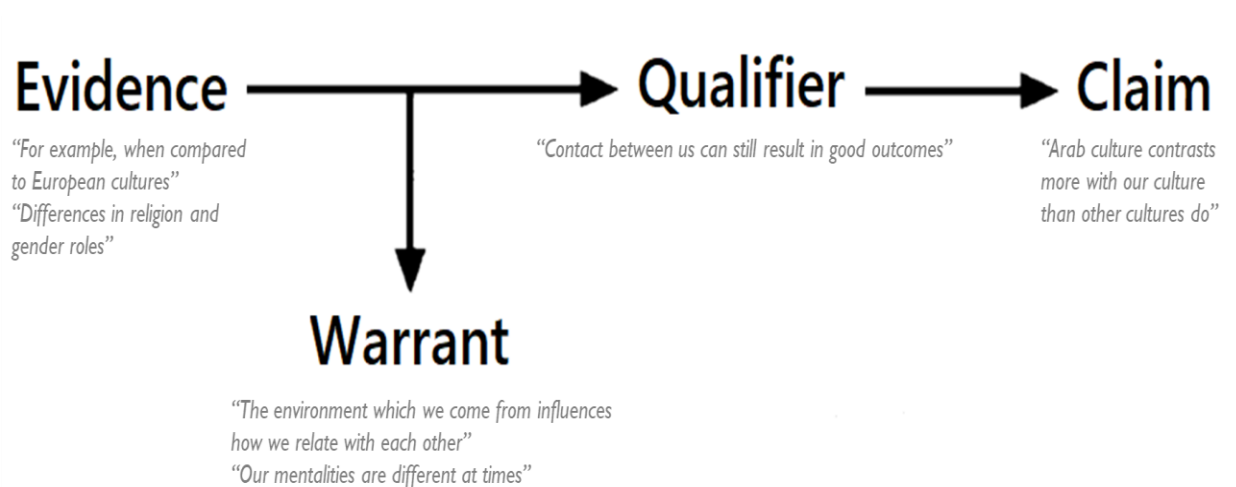 Evidence
Qualifier
Claim
“For example, when compared
to European cultures”
“Differences in religion and
gender roles”
“Contact between us can still result in good outcomes”
“Arab culture contrasts
more with our culture
than other cultures do”
Warrant
“The environment which we come from influences
how we relate with each other”
“Our mentalities are different at times”